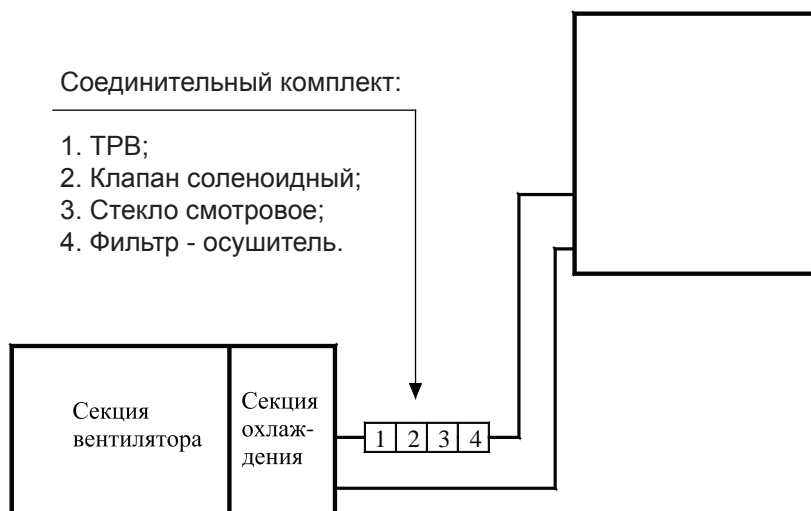 Соединительный комплект:
1. ТРВ;
2. Клапан соленоидный;
3. Стекло смотровое;
4. Фильтр - осушитель.
Секция
вентилятора
Секция
охлаж-
дения
1 2 3 4